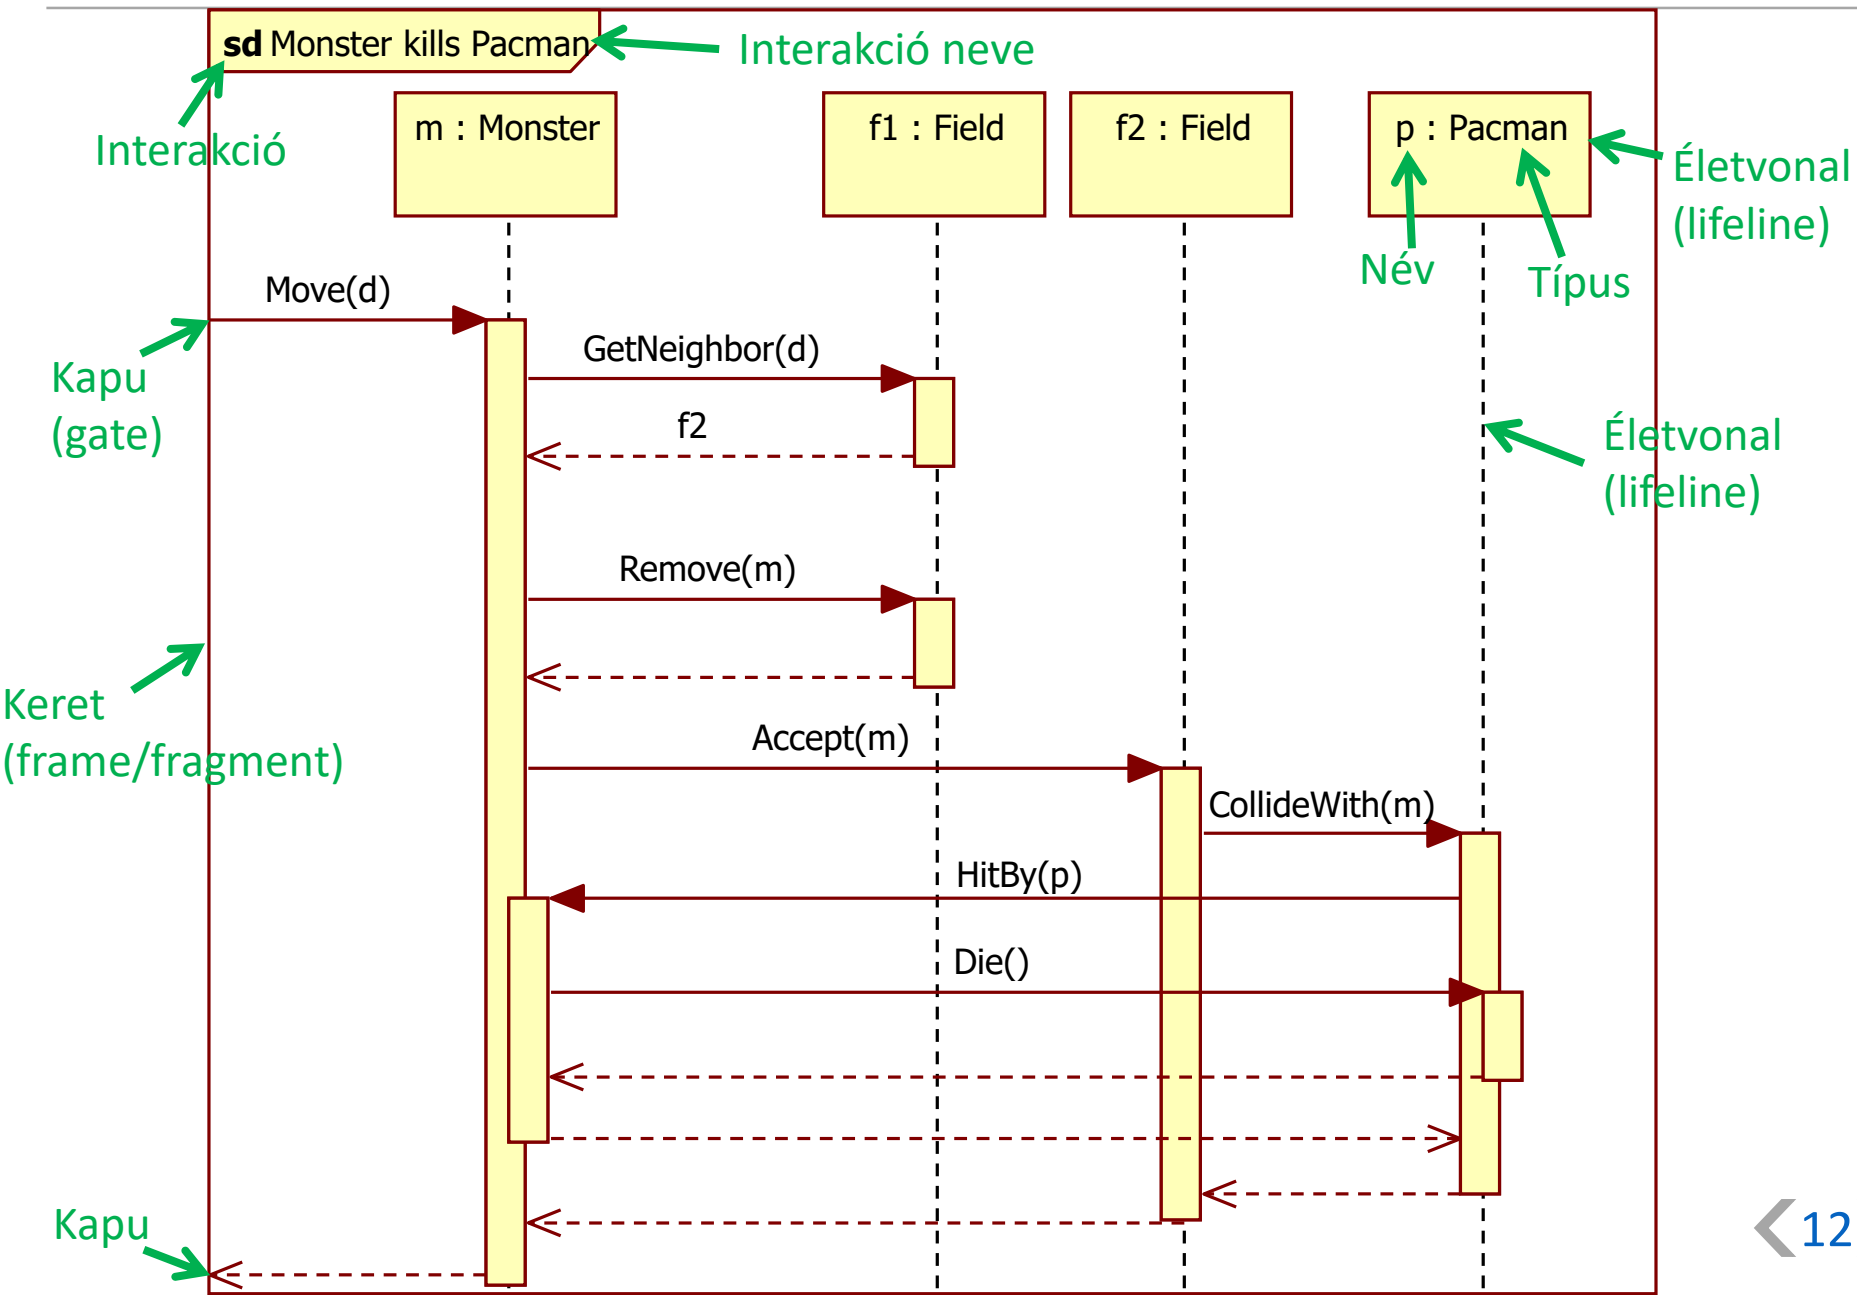 sd Monster kills Pacman
Interakció neve
Interakció
m : Monster
f1 : Field
f2 : Field
p : Pacman
Életvonal
(lifeline)
Név
Típus
Move(d)
Kapu
(gate)
GetNeighbor(d)
f2
Életvonal
(lifeline)
Remove(m)
Keret
(frame/fragment)
Accept(m)
CollideWith(m)
HitBy(p)
Die()
Kapu
12